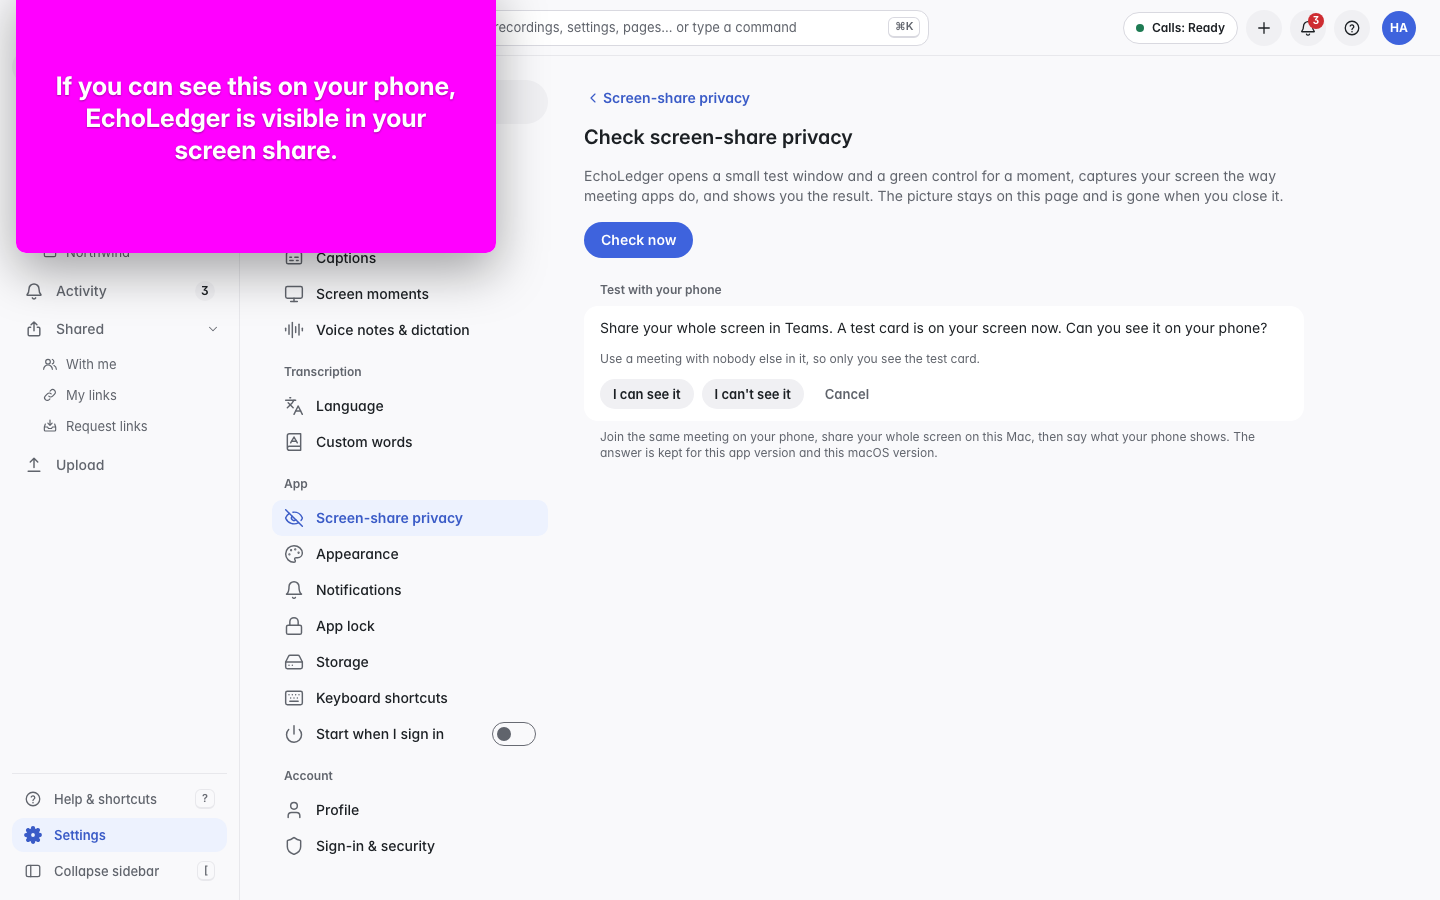 recordings, settings, pages... or type a command
⌘K
Calls: Ready
3
HA
If you can see this on your phone,
EchoLedger is visible in your
screen share.
Northwind
Activity
3
Shared
With me
My links
Request links
Upload
Help & shortcuts
?
Settings
Collapse sidebar
[
Captions
Screen moments
Voice notes & dictation
Transcription
Language
Custom words
App
Screen-share privacy
Appearance
Notifications
App lock
Storage
Keyboard shortcuts
Start when I sign in
Account
Profile
Sign-in & security
Screen-share privacy
Check screen-share privacy
EchoLedger opens a small test window and a green control for a moment, captures your screen the way
meeting apps do, and shows you the result. The picture stays on this page and is gone when you close it.
Check now
Test with your phone
Share your whole screen in Teams. A test card is on your screen now. Can you see it on your phone?
Use a meeting with nobody else in it, so only you see the test card.
I can see it
I can't see it
Cancel
Join the same meeting on your phone, share your whole screen on this Mac, then say what your phone shows. The
answer is kept for this app version and this macOS version.